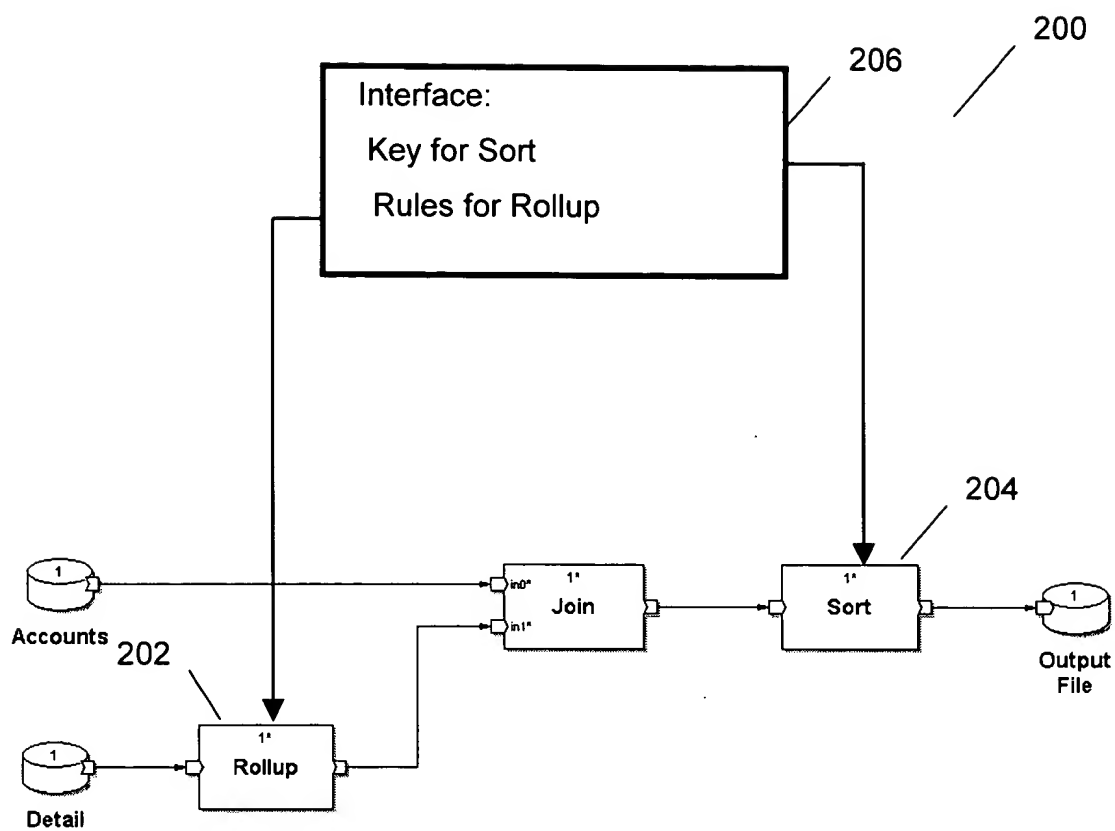 200
206
Interface:
Key for Sort
Rules for Rollup
204
1
Accounts
in0*
in1*
1*
Join
1*
Sort
1
Output
File
202
1
Detail
1*
Rollup